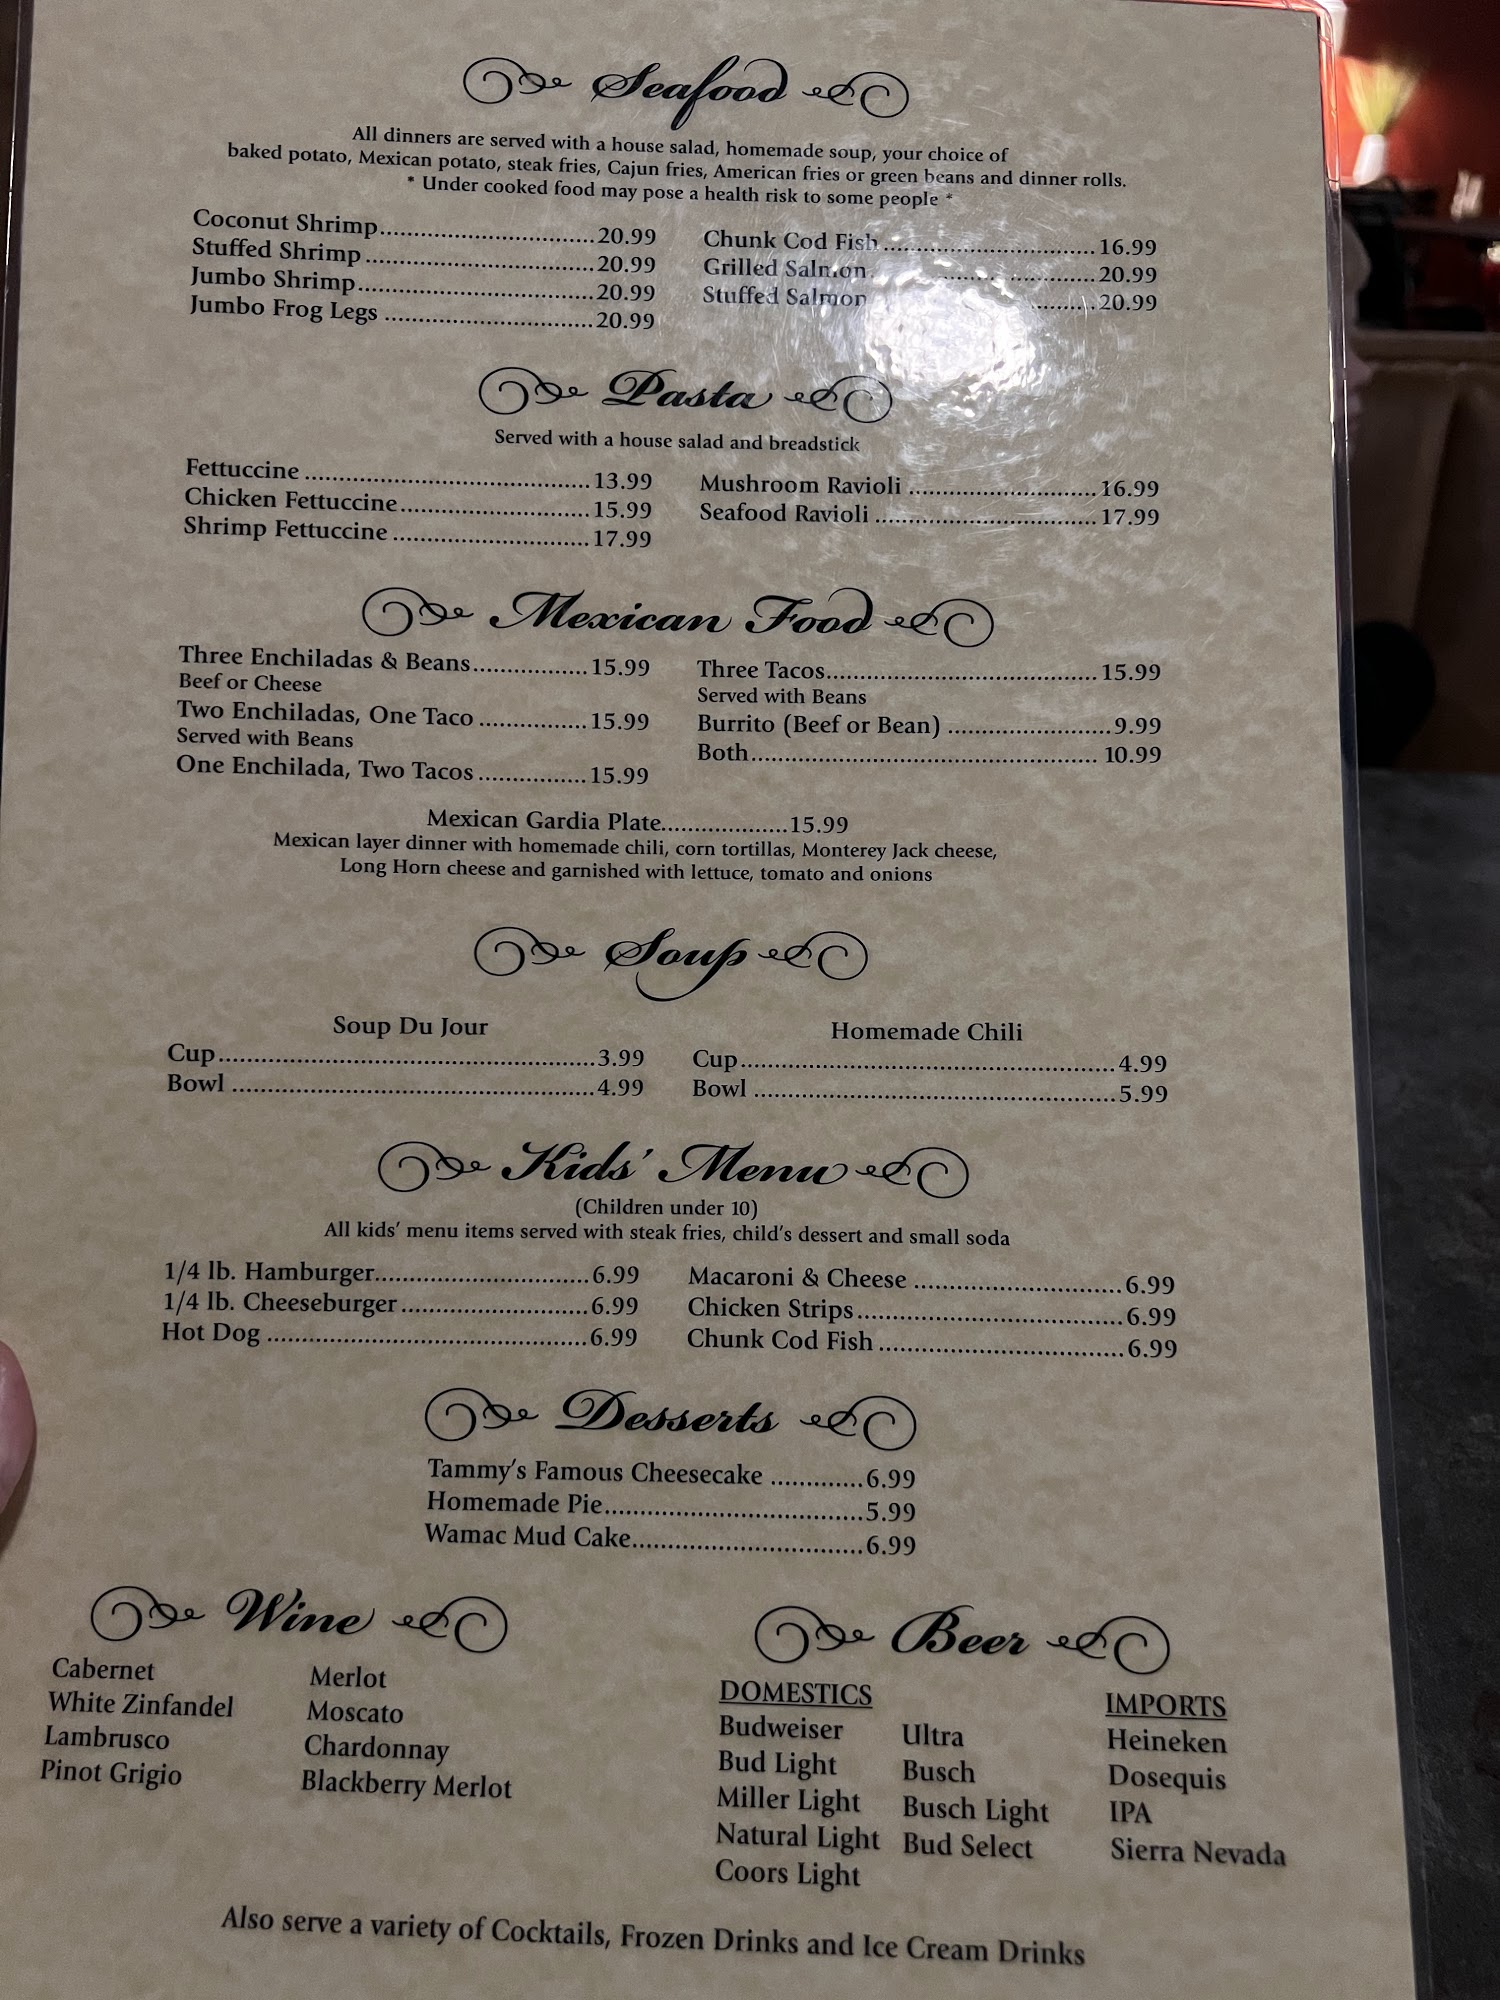 Seafood
All dinners are served with a house salad, homemade soup, your choice of
baked potato, Mexican potato, steak fries, Cajun fries, American fries or green beans and dinner rolls.
* Under cooked food may pose a health risk to some people *
Coconut Shrimp....................20.99
Stuffed Shrimp....................20.99
Jumbo Shrimp....................20.99
Jumbo Frog Legs....................20.99
Chunk Cod Fish....................16.99
Grilled Salmon....................20.99
Stuffed Salmon....................20.99
Pasta
Served with a house salad and breadstick
Fettuccine....................13.99
Chicken Fettuccine....................15.99
Shrimp Fettuccine....................17.99
Mushroom Ravioli....................16.99
Seafood Ravioli....................17.99
Mexican Food
Three Enchiladas & Beans....................15.99
Beef or Cheese
Two Enchiladas, One Taco....................15.99
Served with Beans
One Enchilada, Two Tacos....................15.99
Three Tacos....................15.99
Served with Beans
Burrito (Beef or Bean)....................9.99
Both....................10.99
Mexican Gardia Plate....................15.99
Mexican layer dinner with homemade chili, corn tortillas, Monterey Jack cheese,
Long Horn cheese and garnished with lettuce, tomato and onions
Soup
Soup Du Jour
Cup....................3.99
Bowl....................4.99
Homemade Chili
Cup....................4.99
Bowl....................5.99
Kids' Menu
(Children under 10)
All kids' menu items served with steak fries, child's dessert and small soda
1/4 lb. Hamburger....................6.99
1/4 lb. Cheeseburger....................6.99
Hot Dog....................6.99
Macaroni & Cheese....................6.99
Chicken Strips....................6.99
Chunk Cod Fish....................6.99
Desserts
Tammy's Famous Cheesecake....................6.99
Homemade Pie....................5.99
Wamac Mud Cake....................6.99
Wine
Cabernet
White Zinfandel
Lambrusco
Pinot Grigio
Merlot
Moscato
Chardonnay
Blackberry Merlot
Beer
DOMESTICS
Budweiser
Bud Light
Miller Light
Natural Light
Coors Light
Ultra
Busch
Busch Light
Bud Select
IMPORTS
Heineken
Dosequis
IPA
Sierra Nevada
Also serve a variety of Cocktails, Frozen Drinks and Ice Cream Drinks